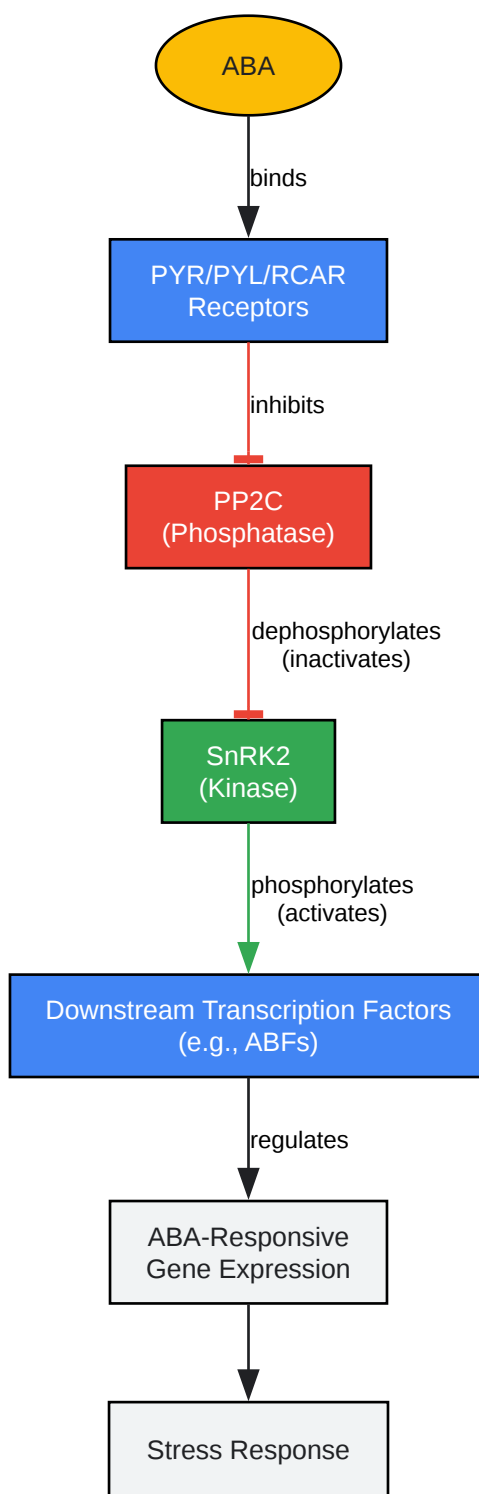 ABA
binds
PYR/PYL/RCAR
Receptors
inhibits
PP2C
(Phosphatase)
dephosphorylates
(inactivates)
SnRK2
(Kinase)
phosphorylates
(activates)
Downstream Transcription Factors
(e.g., ABFs)
regulates
ABA-Responsive
Gene Expression
Stress Response